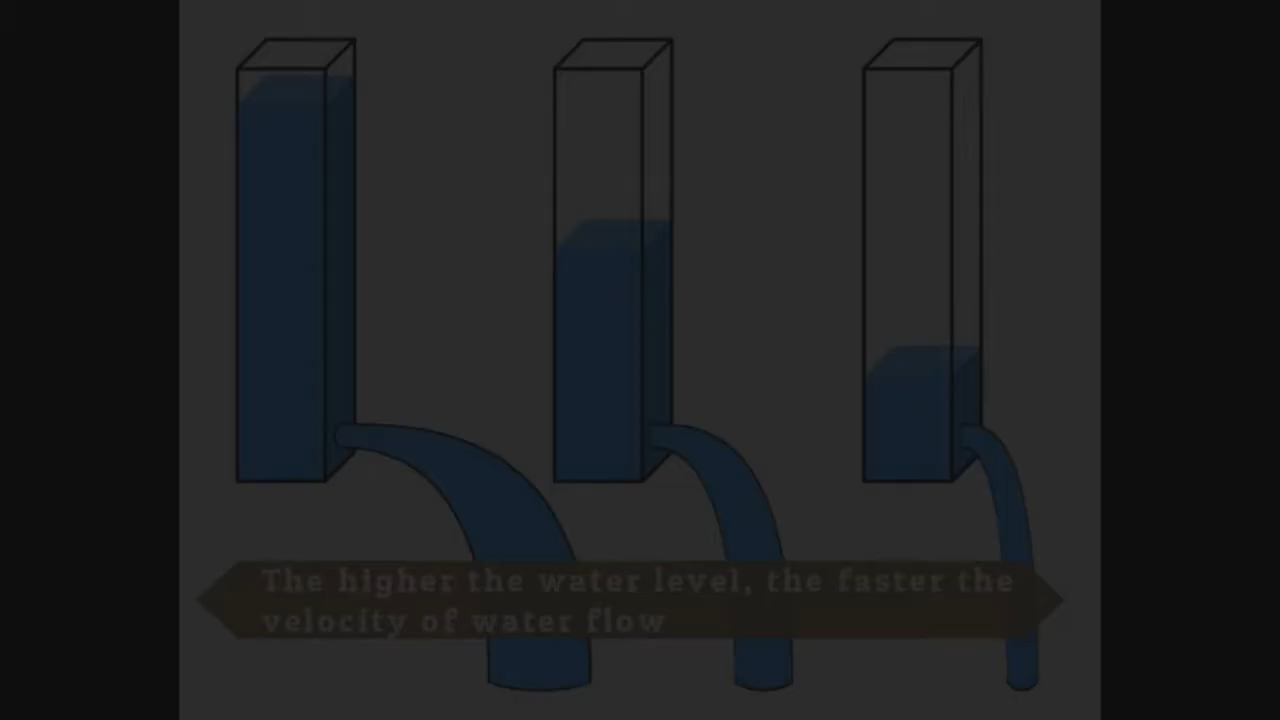 The higher the water level, the faster the
velocity of water flow